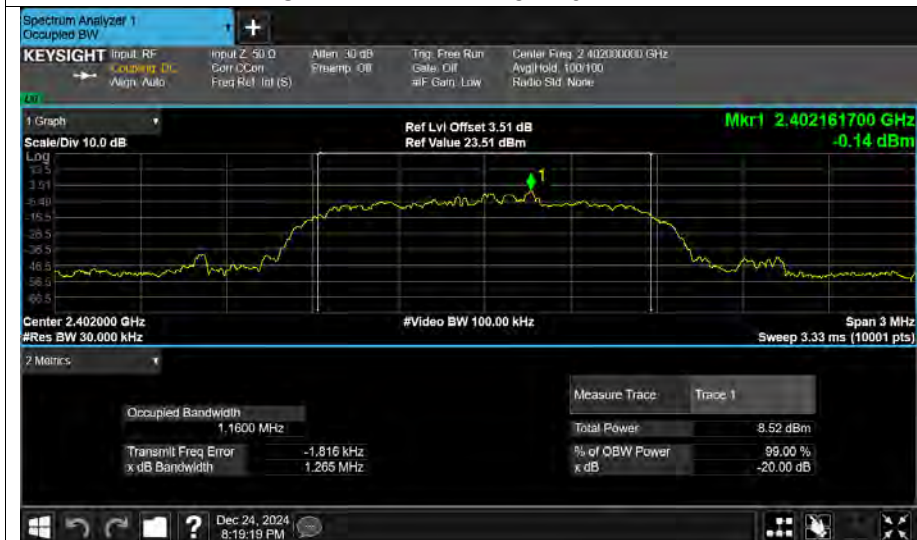 Spectrum Analyzer 1
Occupied BW
+
KEYSIGHT Input: RF
Coupling: DC
Align: Auto
Input Z: 50 Ω
Corr CCorr
Freq Ref: Int (S)
Atten: 30 dB
Preamp: Off
Trig: Free Run
Gate: Off
#IF Gain: Low
Center Freq: 2.402000000 GHz
Avg|Hold: 100/100
Radio Std: None
1 Graph
Scale/Div 10.0 dB
Ref Lvl Offset 3.51 dB
Ref Value 23.51 dBm
Mkr1 2.402161700 GHz
-0.14 dBm
Log
13.5
3.51
-6.49
-16.5
-26.5
-36.5
-46.5
-56.5
-66.5
1
Center 2.402000 GHz
#Res BW 30.000 kHz
#Video BW 100.00 kHz
Span 3 MHz
Sweep 3.33 ms (10001 pts)
2 Metrics
Occupied Bandwidth
1.1600 MHz
Transmit Freq Error -1.816 kHz
x dB Bandwidth 1.265 MHz
Measure Trace Trace 1
Total Power 8.52 dBm
% of OBW Power 99.00 %
x dB -20.00 dB
?
Dec 24, 2024
8:19:19 PM